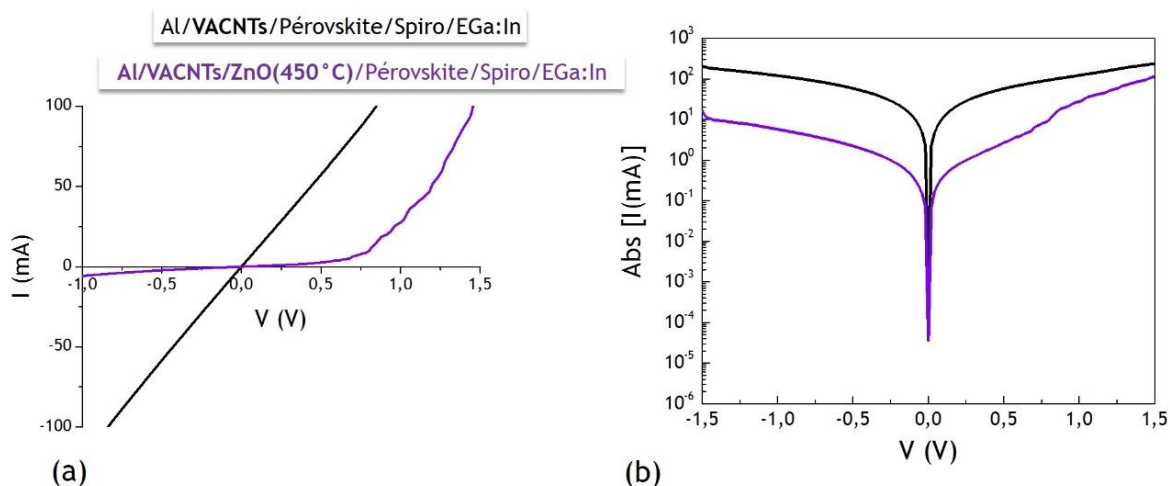 Al/VACNTs/Pérovskite/Spiro/EGa:In
Al/VACNTs/ZnO(450°C)/Pérovskite/Spiro/EGa:In
100
50
0
-50
-100
I (mA)
-1,0 -0,5 0,0 0,5 1,0 1,5
V (V)
(a)
10³
10²
10¹
10⁰
10⁻¹
10⁻²
10⁻³
10⁻⁴
10⁻⁵
10⁻⁶
Abs [I(mA)]
-1,5 -1,0 -0,5 0,0 0,5 1,0 1,5
V (V)
(b)